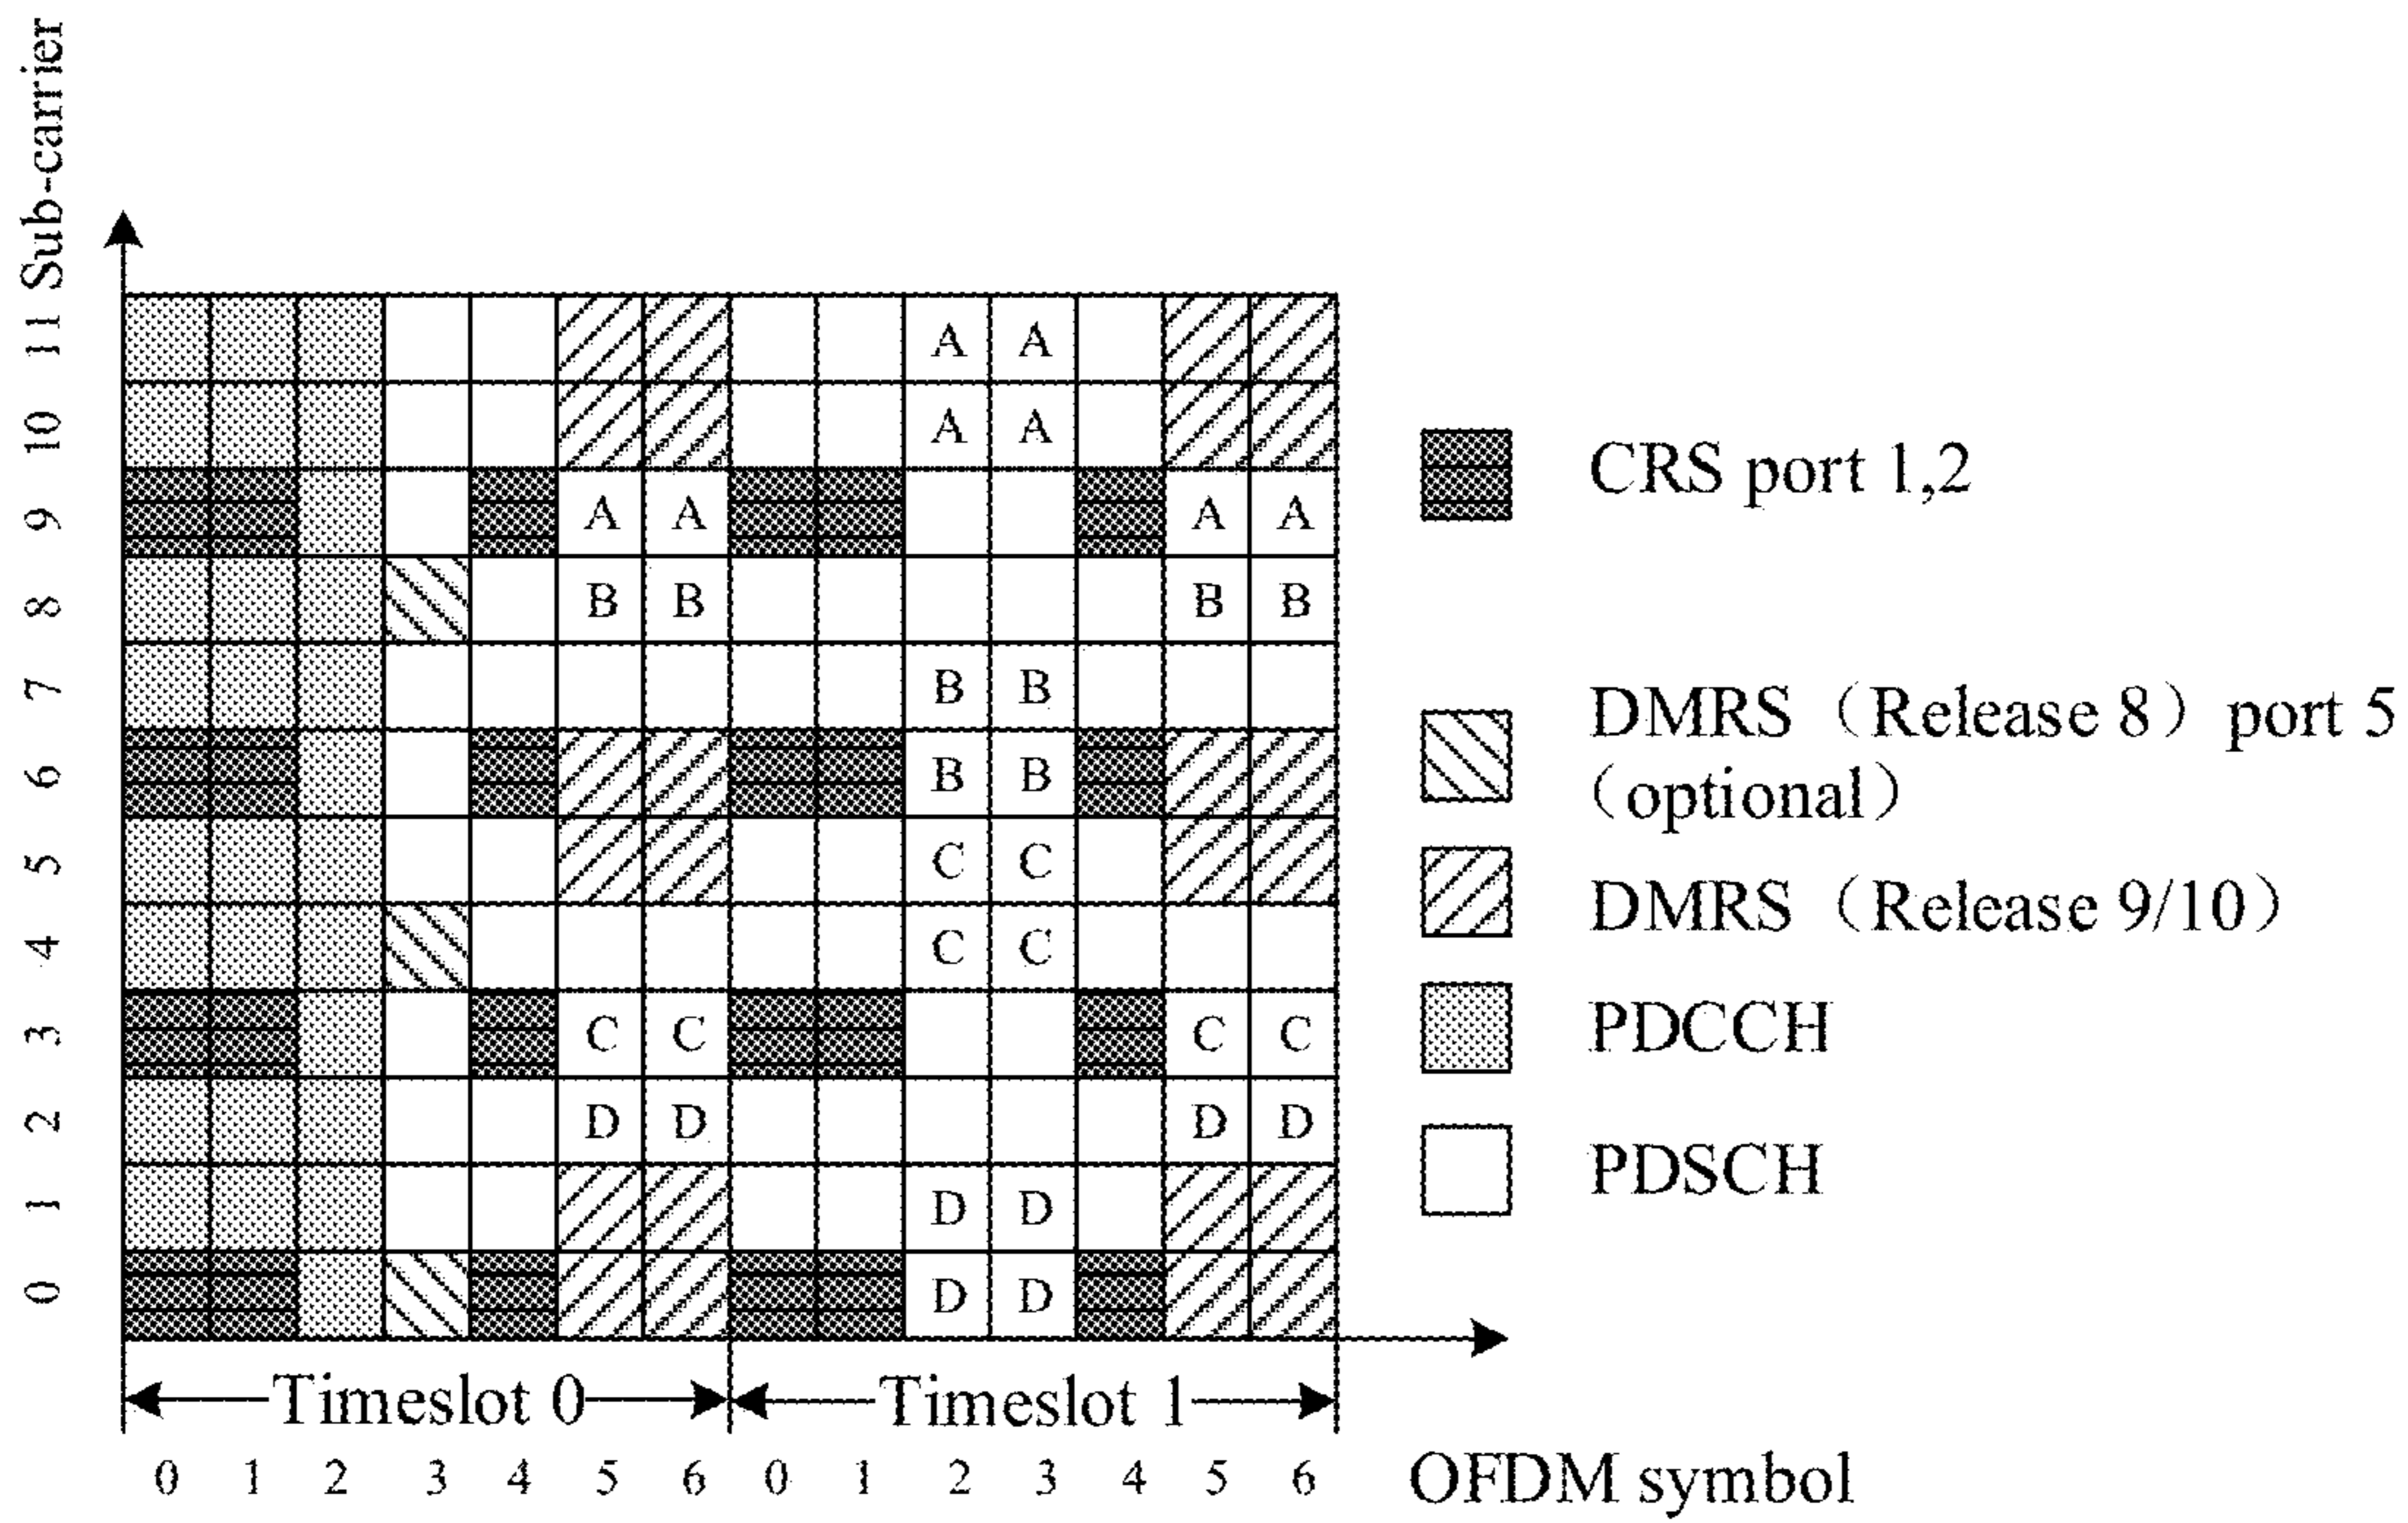 Sub-carrier
11 A A
10 A A
9 A A A A
8 B B B B
7 B B
6 B B
5 C C
4 C C
3 C C C C
2 D D D D
1 D D
0 D D
Timeslot 0 Timeslot 1
0 1 2 3 4 5 6 0 1 2 3 4 5 6 OFDM symbol
CRS port 1,2
DMRS（Release 8）port 5
（optional）
DMRS（Release 9/10）
PDCCH
PDSCH